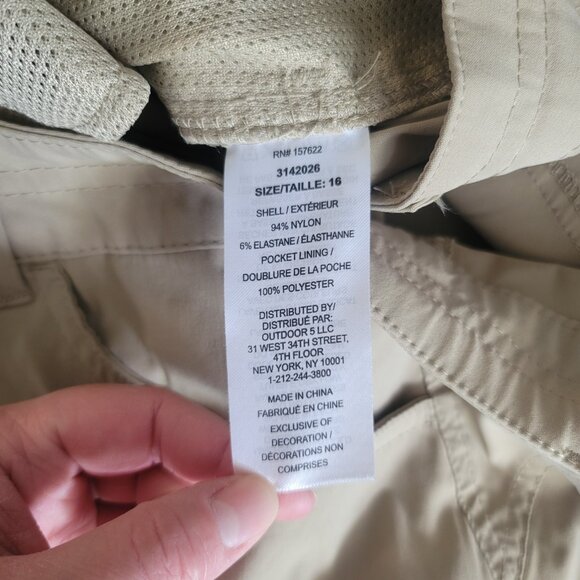 RN# 157622
3142026
SIZE/TAILLE: 16
SHELL / EXTÉRIEUR
94% NYLON
6% ELASTANE / ÉLASTHANNE
POCKET LINING /
DOUBLURE DE LA POCHE
100% POLYESTER
DISTRIBUTED BY/
DISTRIBUÉ PAR:
OUTDOOR 5 LLC
31 WEST 34TH STREET,
4TH FLOOR
NEW YORK, NY 10001
1-212-244-3800
MADE IN CHINA
FABRIQUÉ EN CHINE
EXCLUSIVE OF
DECORATION /
DÉCORATIONS NON
COMPRISES